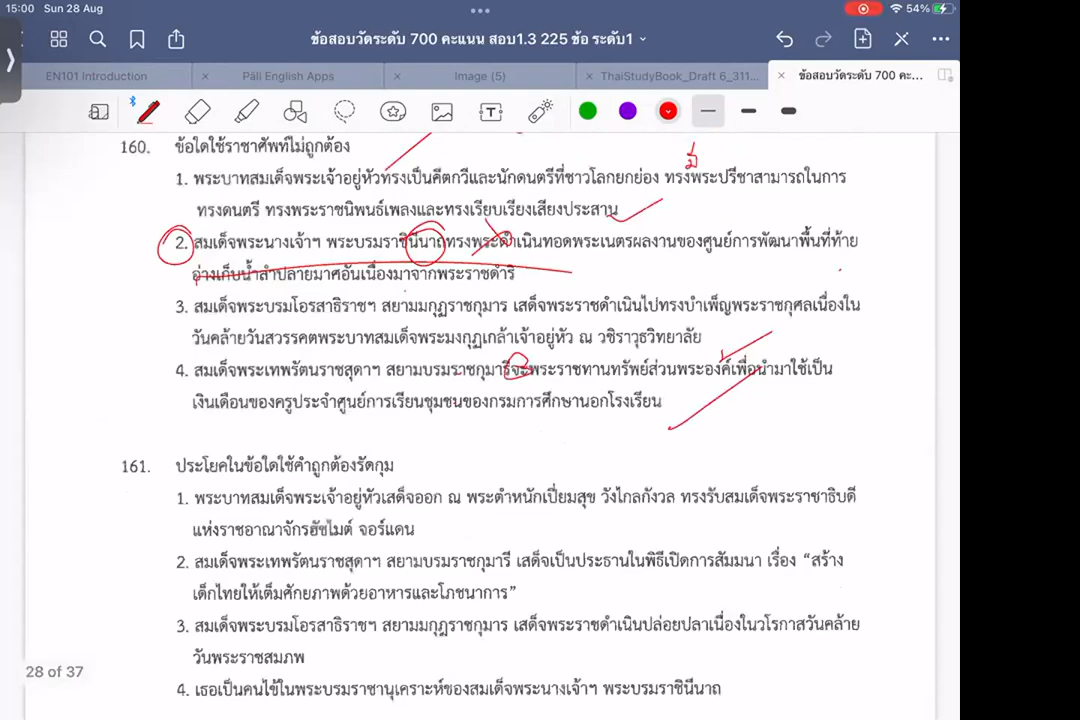 15:00 Sun 28 Aug
54%
ข้อสอบวัดระดับ 700 คะแนน สอบ1.3 225 ข้อ ระดับ1
EN101 Introduction
Pāli English Apps
Image (5)
ThaiStudyBook_Draft 6_311...
ข้อสอบวัดระดับ 700 คะ...
160. ข้อใดใช้ราชาศัพท์ไม่ถูกต้อง
มี
1. พระบาทสมเด็จพระเจ้าอยู่หัวทรงเป็นคีตกวีและนักดนตรีที่ชาวโลกยกย่อง ทรงพระปรีชาสามารถในการ
ทรงดนตรี ทรงพระราชนิพนธ์เพลงและทรงเรียบเรียงเสียงประสาน
2. สมเด็จพระนางเจ้าฯ พระบรมราชินีนาถทรงพระดำเนินทอดพระเนตรผลงานของศูนย์การพัฒนาพื้นที่ท้าย
อ่างเก็บน้ำลำปลายมาศอันเนื่องมาจากพระราชดำริ
3. สมเด็จพระบรมโอรสาธิราชฯ สยามมกุฎราชกุมาร เสด็จพระราชดำเนินไปทรงบำเพ็ญพระราชกุศลเนื่องใน
วันคล้ายวันสวรรคตพระบาทสมเด็จพระมงกุฎเกล้าเจ้าอยู่หัว ณ วชิราวุธวิทยาลัย
4. สมเด็จพระเทพรัตนราชสุดาฯ สยามบรมราชกุมารีจะพระราชทานทรัพย์ส่วนพระองค์เพื่อนำมาใช้เป็น
เงินเดือนของครูประจำศูนย์การเรียนชุมชนของกรมการศึกษานอกโรงเรียน
161. ประโยคในข้อใดใช้คำถูกต้องรัดกุม
1. พระบาทสมเด็จพระเจ้าอยู่หัวเสด็จออก ณ พระตำหนักเปี่ยมสุข วังไกลกังวล ทรงรับสมเด็จพระราชาธิบดี
แห่งราชอาณาจักรฮัชไมต์ จอร์แดน
2. สมเด็จพระเทพรัตนราชสุดาฯ สยามบรมราชกุมารี เสด็จเป็นประธานในพิธีเปิดการสัมมนา เรื่อง “สร้าง
เด็กไทยให้เต็มศักยภาพด้วยอาหารและโภชนาการ”
3. สมเด็จพระบรมโอรสาธิราชฯ สยามมกุฎราชกุมาร เสด็จพระราชดำเนินปล่อยปลาเนื่องในวโรกาสวันคล้าย
วันพระราชสมภพ
4. เธอเป็นคนไข้ในพระบรมราชานุเคราะห์ของสมเด็จพระนางเจ้าฯ พระบรมราชินีนาถ
28 of 37